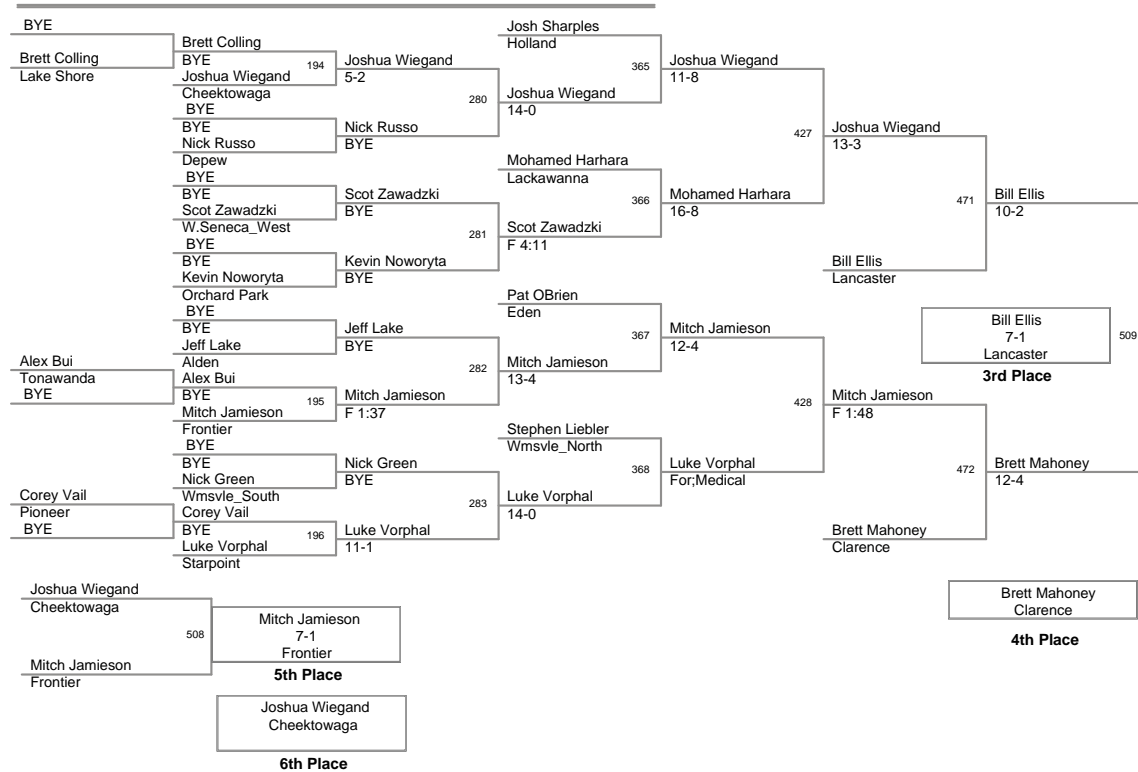 BYE
Brett Colling
Lake Shore
Alex Bui
Tonawanda
BYE
Corey Vail
Pioneer
BYE
Brett Colling
BYE
194
Joshua Wiegand
Cheektowaga
BYE
BYE
Nick Russo
Depew
BYE
BYE
Scot Zawadzki
W.Seneca_West
BYE
BYE
Kevin Noworyta
Orchard Park
BYE
BYE
Jeff Lake
Alden
Alex Bui
BYE
195
Mitch Jamieson
Frontier
BYE
BYE
Nick Green
Wmsvle_South
Corey Vail
BYE
196
Luke Vorphal
Starpoint
Joshua Wiegand
5-2
280
Nick Russo
BYE
Scot Zawadzki
BYE
281
Kevin Noworyta
BYE
Jeff Lake
BYE
282
Mitch Jamieson
F 1:37
Nick Green
BYE
283
Luke Vorphal
11-1
Josh Sharples
Holland
365
Joshua Wiegand
14-0
Mohamed Harhara
Lackawanna
366
Scot Zawadzki
F 4:11
Pat OBrien
Eden
367
Mitch Jamieson
13-4
Stephen Liebler
Wmsvle_North
368
Luke Vorphal
14-0
Joshua Wiegand
11-8
427
Mohamed Harhara
16-8
Mitch Jamieson
12-4
428
Luke Vorphal
For;Medical
Joshua Wiegand
13-3
471
Bill Ellis
Lancaster
Mitch Jamieson
F 1:48
472
Brett Mahoney
Clarence
Bill Ellis
10-2
Bill Ellis
7-1
Lancaster
509
3rd Place
Brett Mahoney
12-4
Brett Mahoney
Clarence
4th Place
Joshua Wiegand
Cheektowaga
508
Mitch Jamieson
Frontier
Mitch Jamieson
7-1
Frontier
5th Place
Joshua Wiegand
Cheektowaga
6th Place